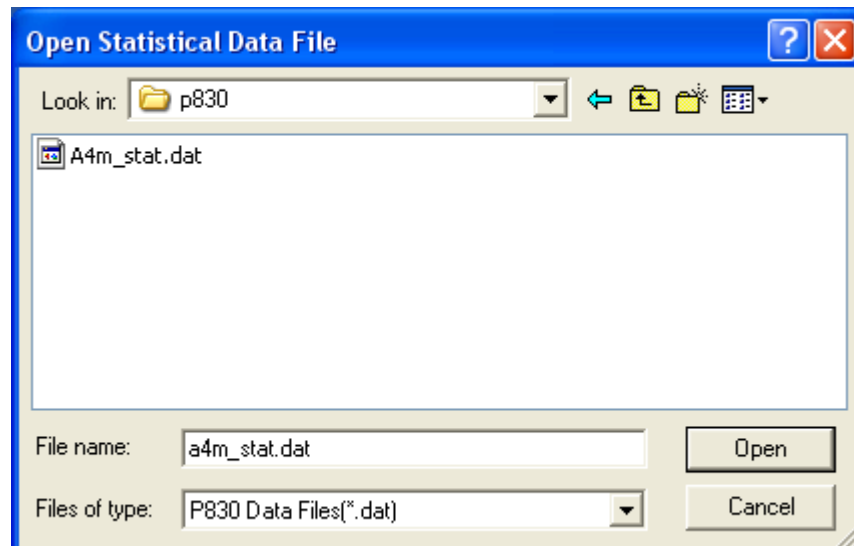 Open Statistical Data File
Look in: p830
A4m_stat.dat
File name: a4m_stat.dat Open
Files of type: P830 Data Files(*.dat) Cancel